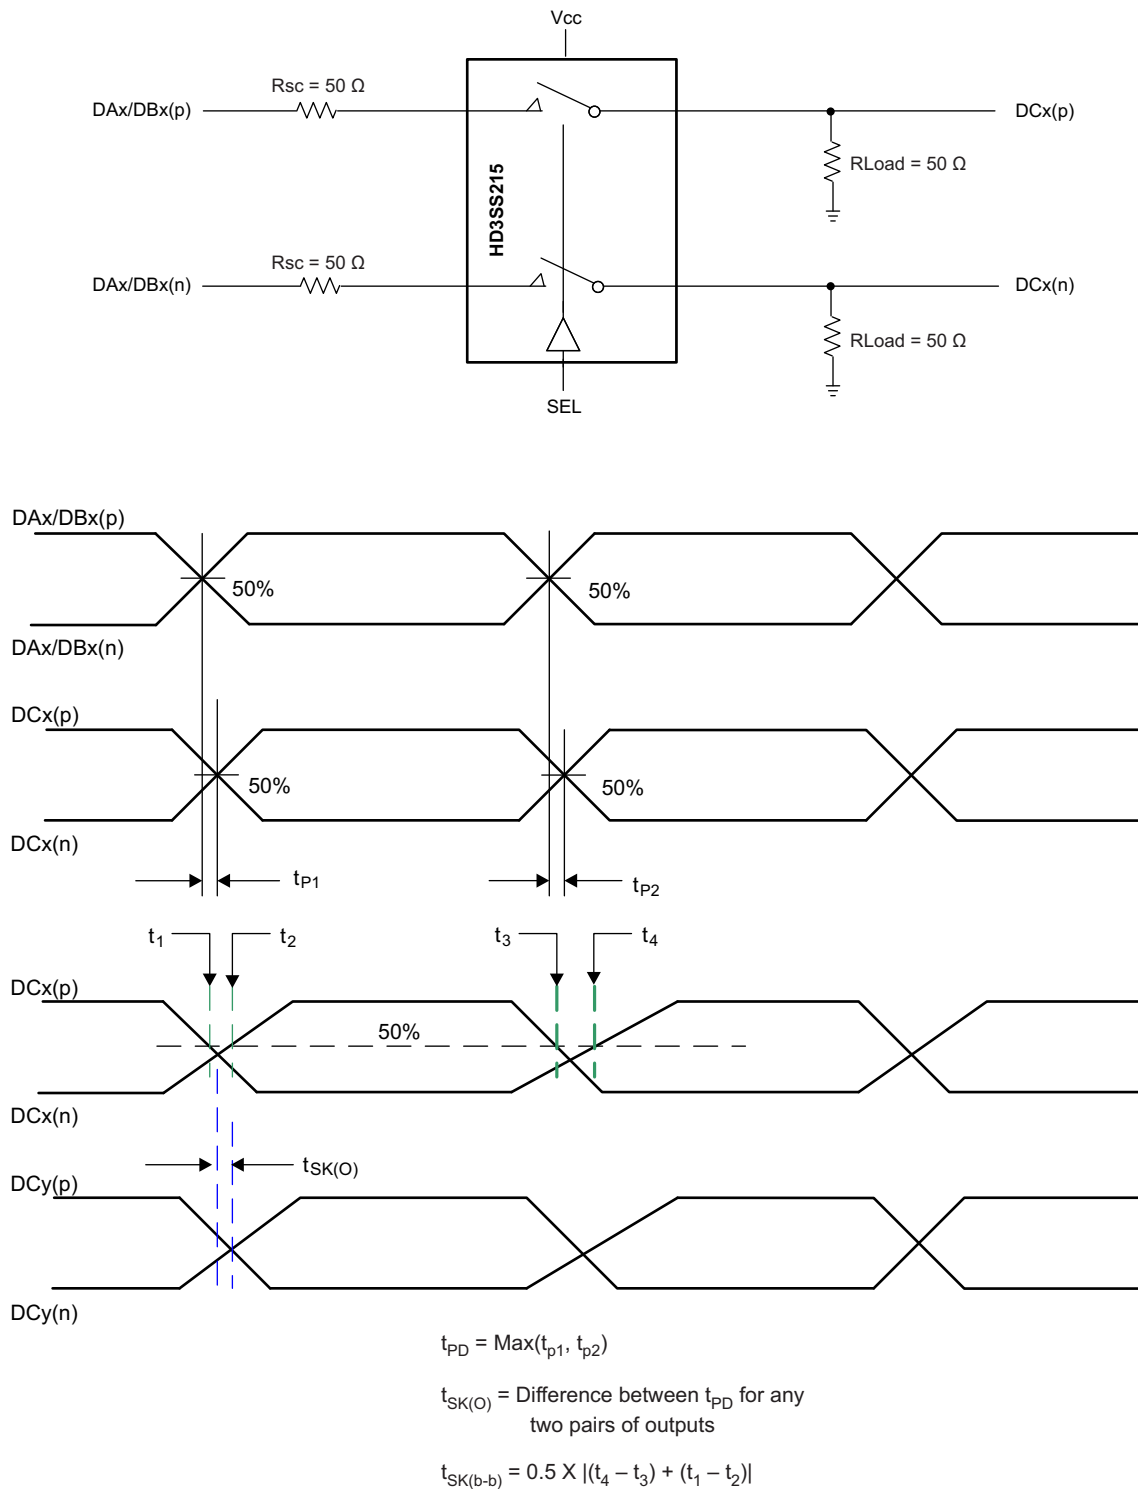 Vcc
Rsc = 50 Ω
DAx/DBx(p)
DCx(p)
RLoad = 50 Ω
HD3SS215
Rsc = 50 Ω
DAx/DBx(n)
DCx(n)
RLoad = 50 Ω
SEL
DAx/DBx(p)
50%
50%
DAx/DBx(n)
DCx(p)
50%
50%
DCx(n)
tP1
tP2
t1
t2
t3
t4
DCx(p)
50%
DCx(n)
tSK(O)
DCy(p)
DCy(n)
tPD = Max(tp1, tp2)
tSK(O) = Difference between tPD for any
two pairs of outputs
tSK(b-b) = 0.5 X |(t4 – t3) + (t1 – t2)|